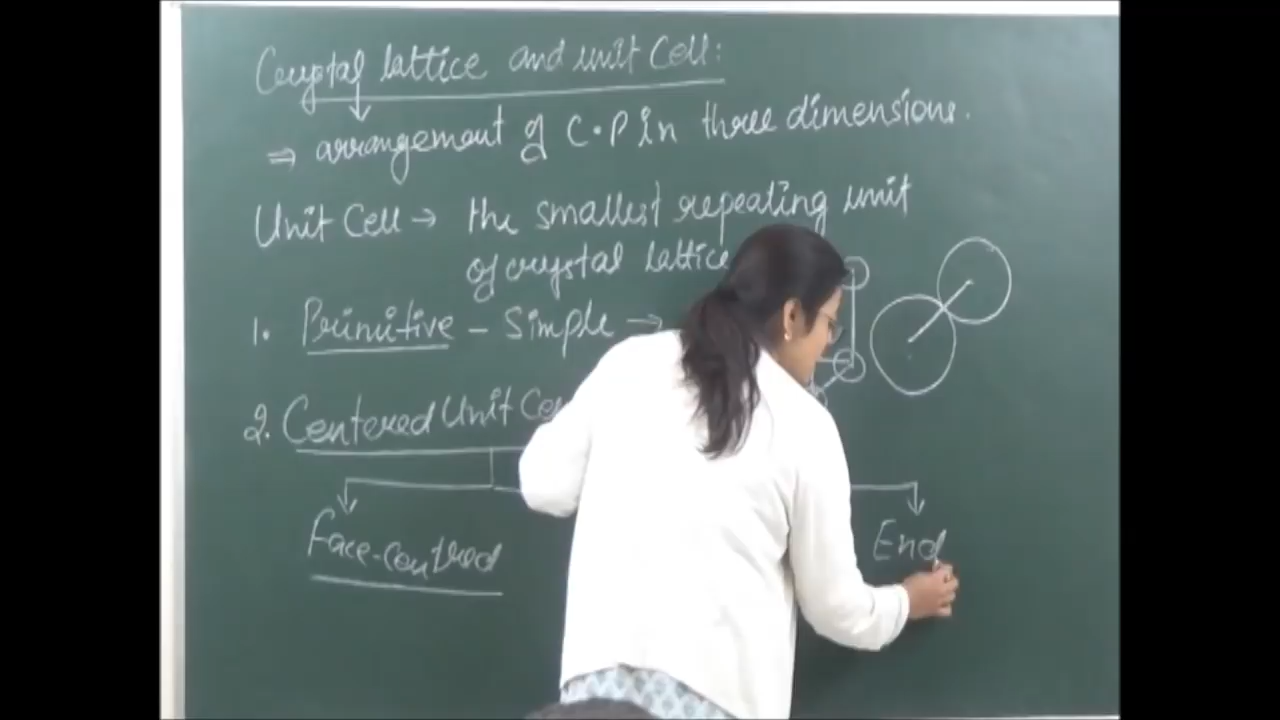 Crystal lattice and unit Cell:
⇒ arrangement of C.P in three dimensions.
Unit Cell → the smallest repeating unit
of crystal lattice
1. Primitive - Simple →
2. Centered Unit Ce
Face-centred
End